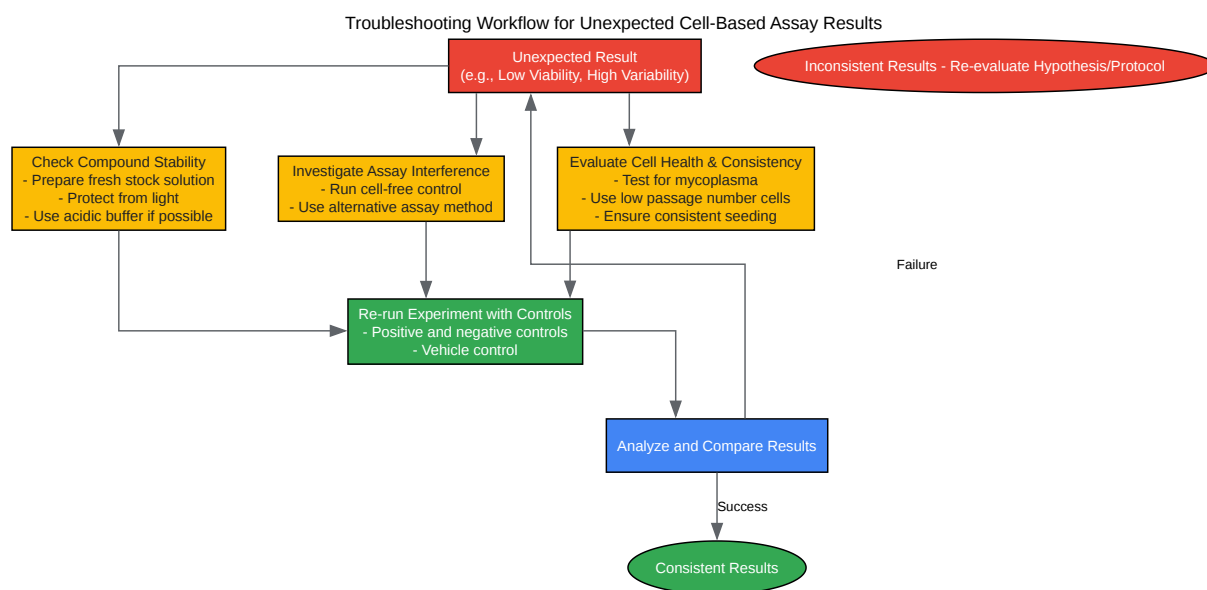 Troubleshooting Workflow for Unexpected Cell-Based Assay Results
Unexpected Result
(e.g., Low Viability, High Variability)
Inconsistent Results - Re-evaluate Hypothesis/Protocol
Check Compound Stability
- Prepare fresh stock solution
- Protect from light
- Use acidic buffer if possible
Investigate Assay Interference
- Run cell-free control
- Use alternative assay method
Evaluate Cell Health & Consistency
- Test for mycoplasma
- Use low passage number cells
- Ensure consistent seeding
Failure
Re-run Experiment with Controls
- Positive and negative controls
- Vehicle control
Analyze and Compare Results
Success
Consistent Results